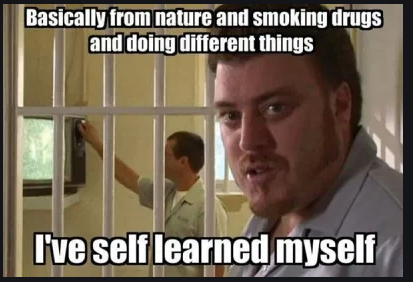 Basically from nature and smoking drugs
and doing different things
I've self learned myself